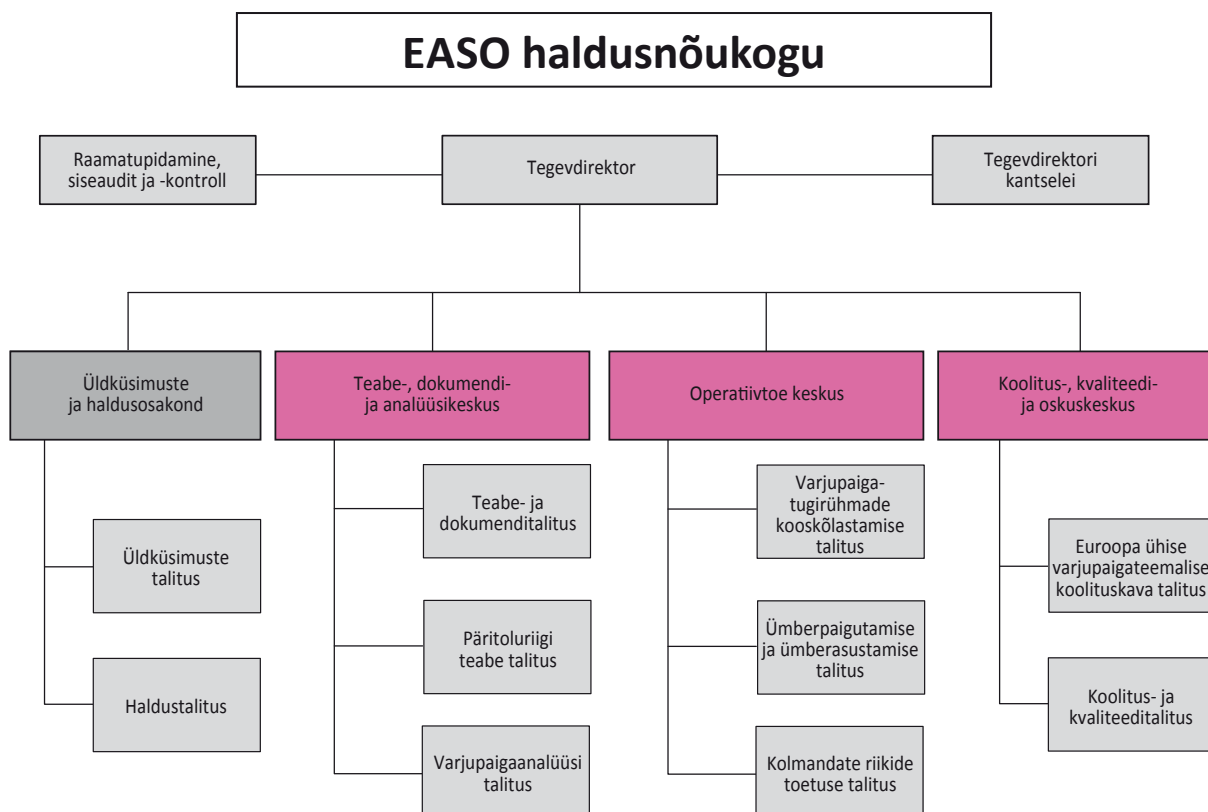 EASO haldusnõukogu
Raamatupidamine,
siseaudit ja -kontroll
Tegevdirektor
Tegevdirektori
kantselei
Üldküsimuste
ja haldusosakond
Teabe-, dokumendi-
ja analüüsikeskus
Operatiivtoe keskus
Koolitus-, kvaliteedi-
ja oskuskeskus
Üldküsimuste
talitus
Haldustalitus
Teabe- ja
dokumenditalitus
Päritoluriigi
teabe talitus
Varjupaigaanalüüsi
talitus
Varjupaiga-
tugirühmade
kooskõlastamise
talitus
Ümberpaigutamise
ja ümberasustamise
talitus
Kolmandate riikide
toetuse talitus
Euroopa ühise
varjupaigateemalise
koolituskava talitus
Koolitus- ja
kvaliteeditalitus